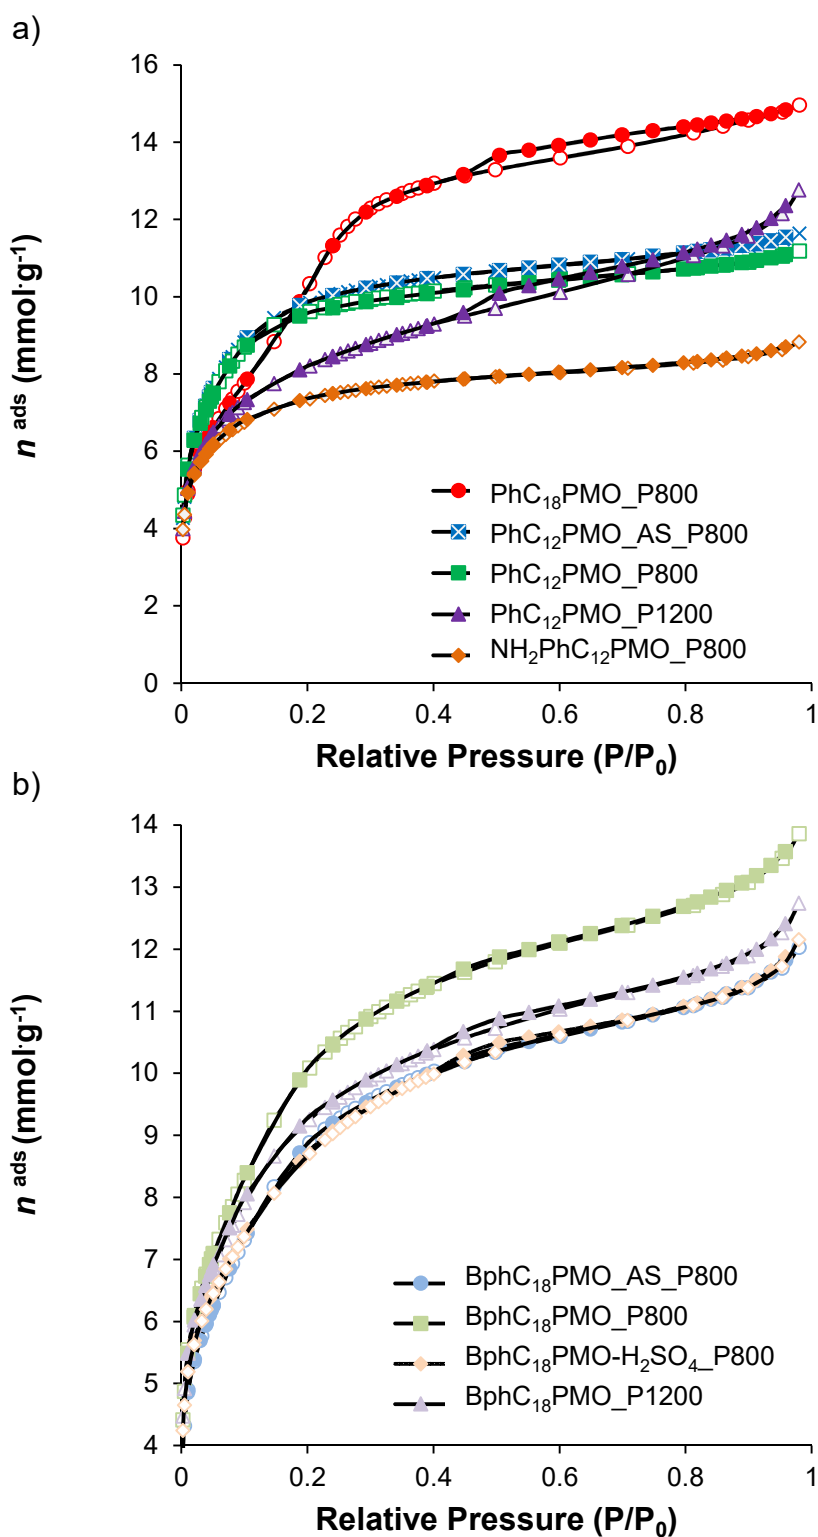 a)
16
14
12
10
8
6
4
2
0
n ads (mmol·g-1)
PhC18PMO_P800
PhC12PMO_AS_P800
PhC12PMO_P800
PhC12PMO_P1200
NH2PhC12PMO_P800
0 0.2 0.4 0.6 0.8 1
Relative Pressure (P/P0)
b)
14
13
12
11
10
9
8
7
6
5
4
n ads (mmol·g-1)
BphC18PMO_AS_P800
BphC18PMO_P800
BphC18PMO-H2SO4_P800
BphC18PMO_P1200
0 0.2 0.4 0.6 0.8 1
Relative Pressure (P/P0)